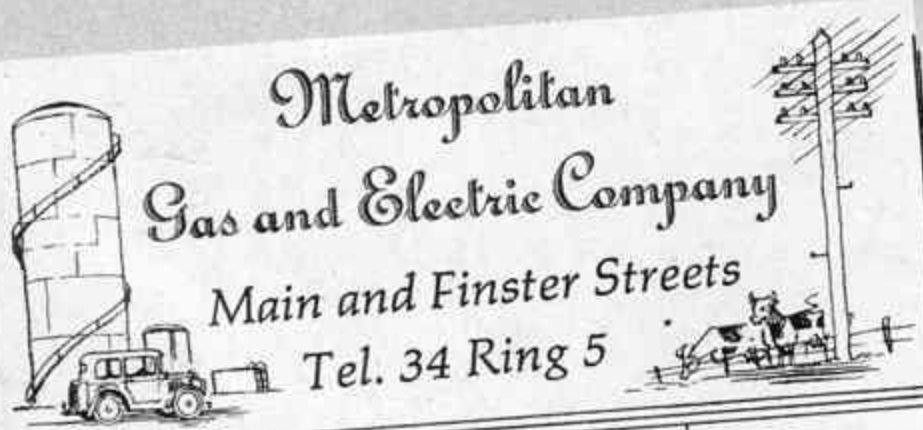 Metropolitan
Gas and Electric Company
Main and Finster Streets
Tel. 34 Ring 5